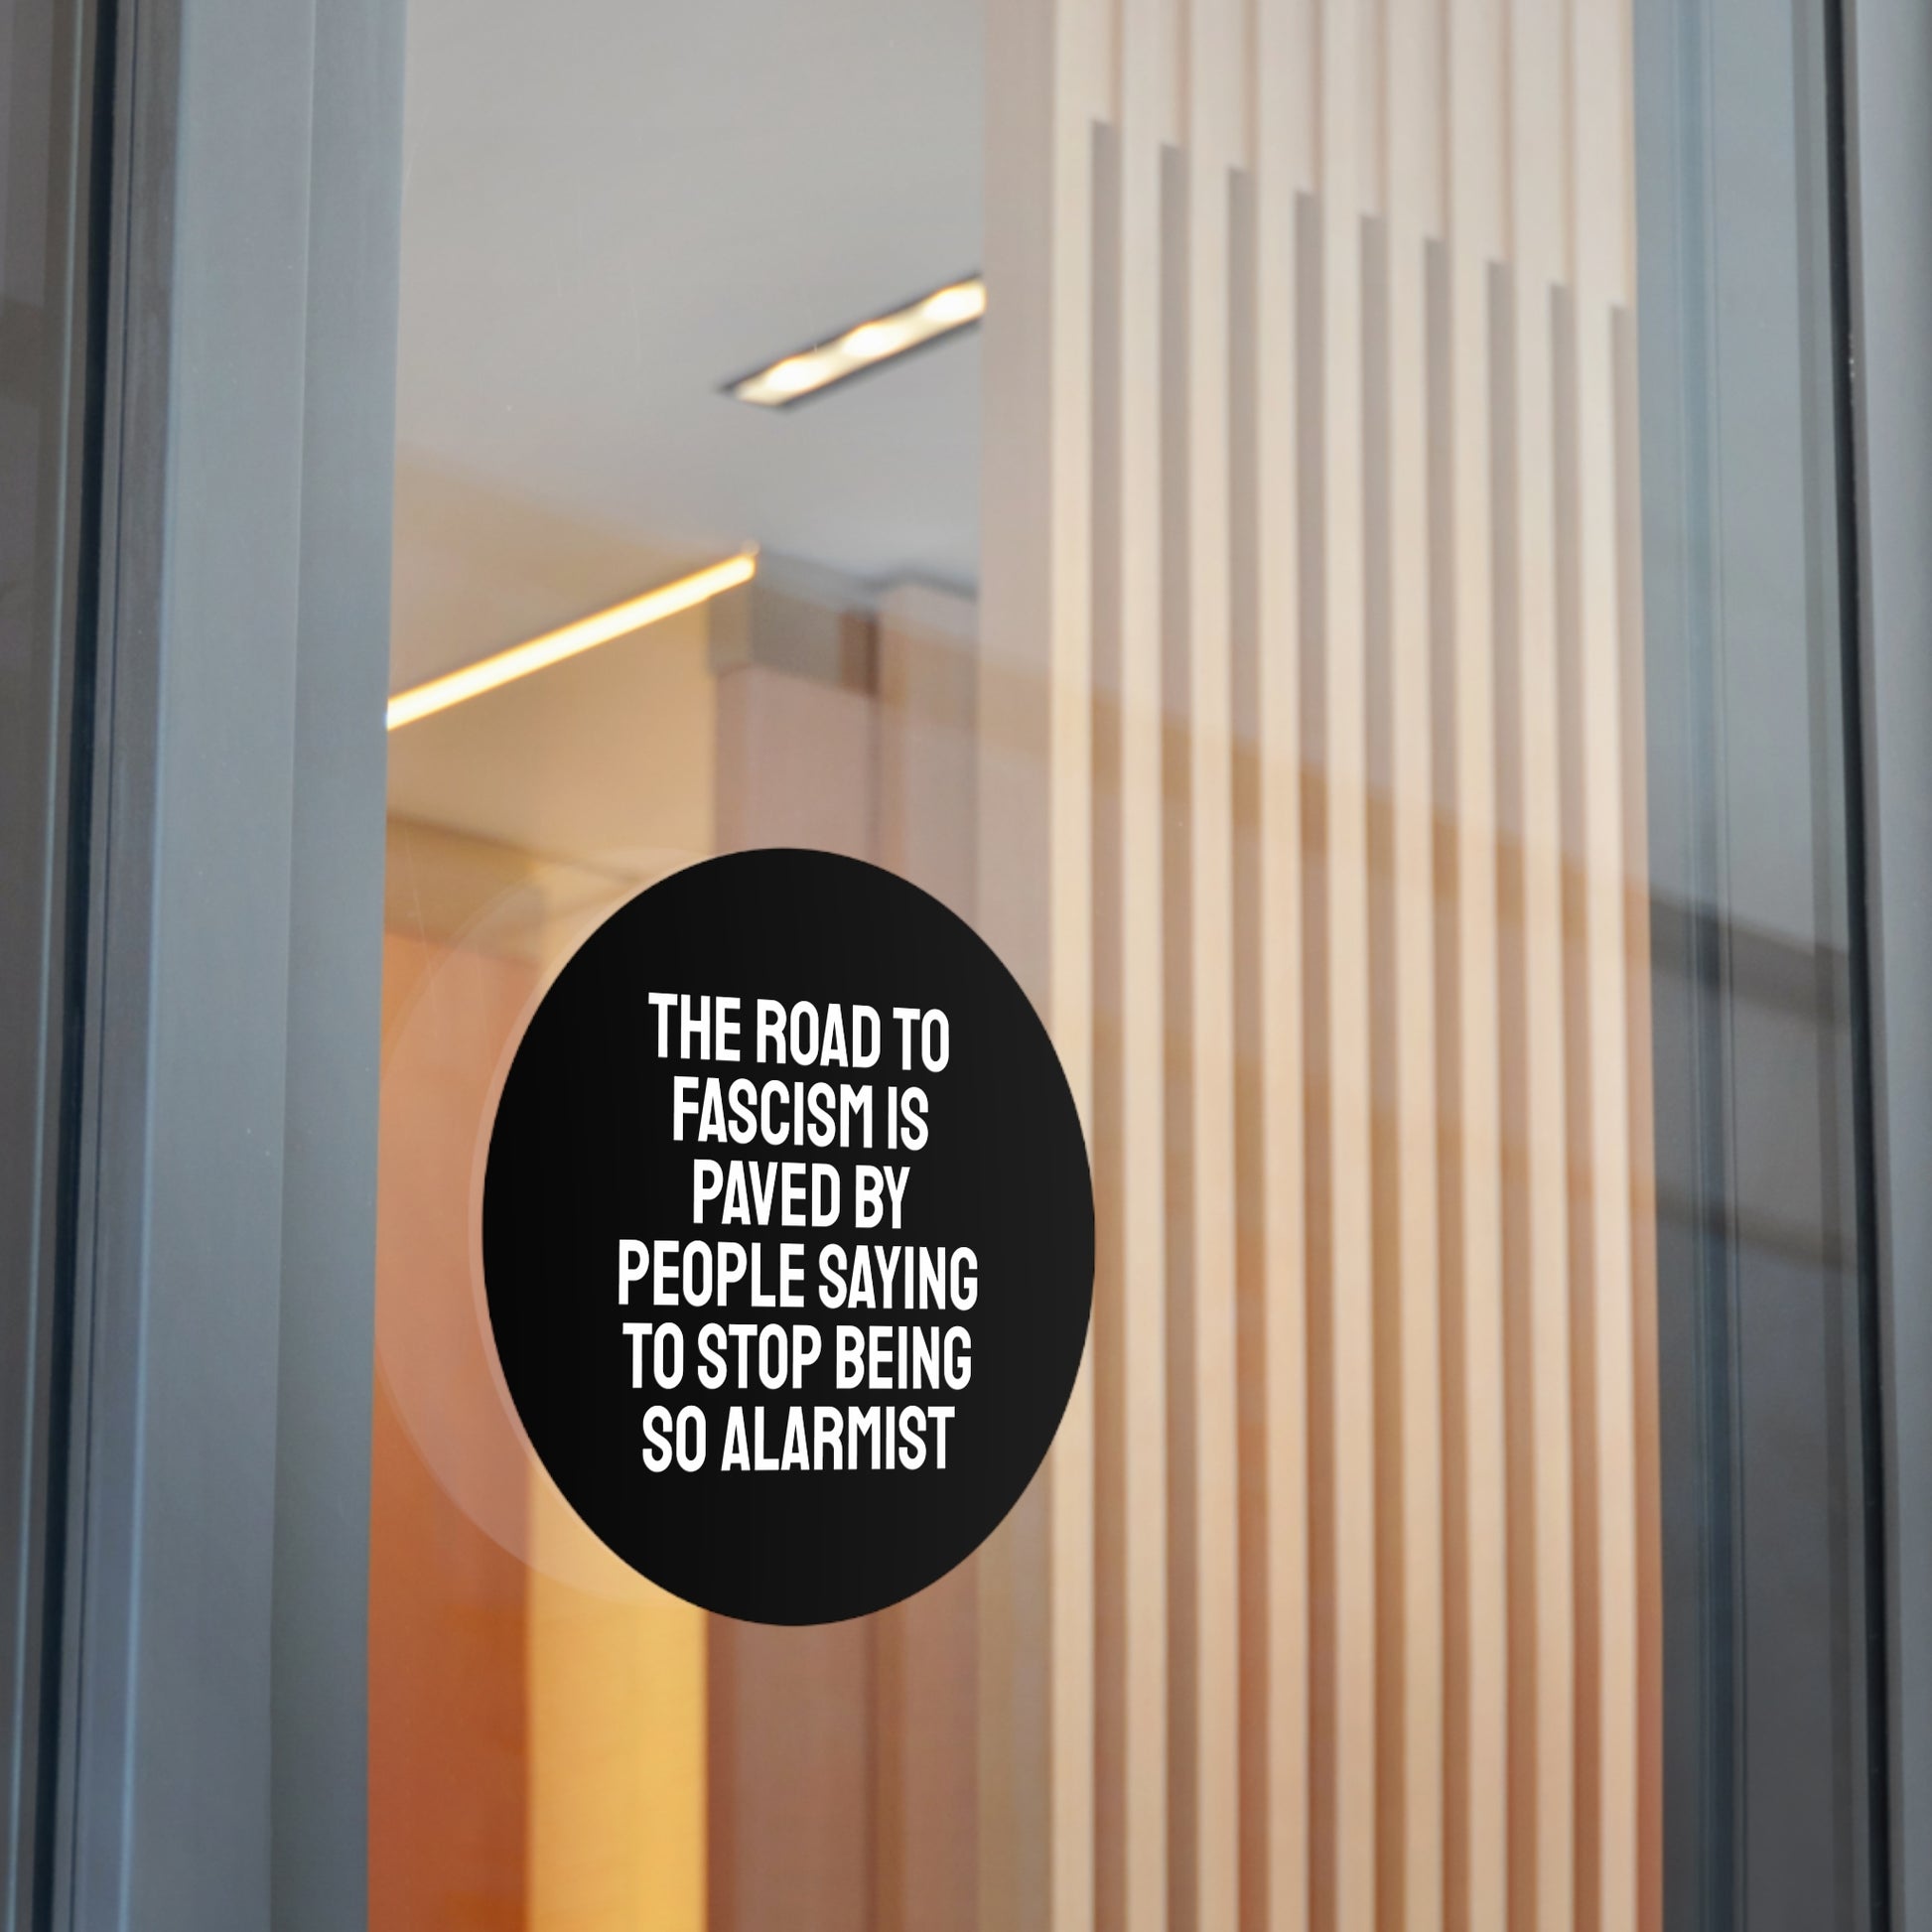 THE ROAD TO
FASCISM IS
PAVED BY
PEOPLE SAYING
TO STOP BEING
SO ALARMIST